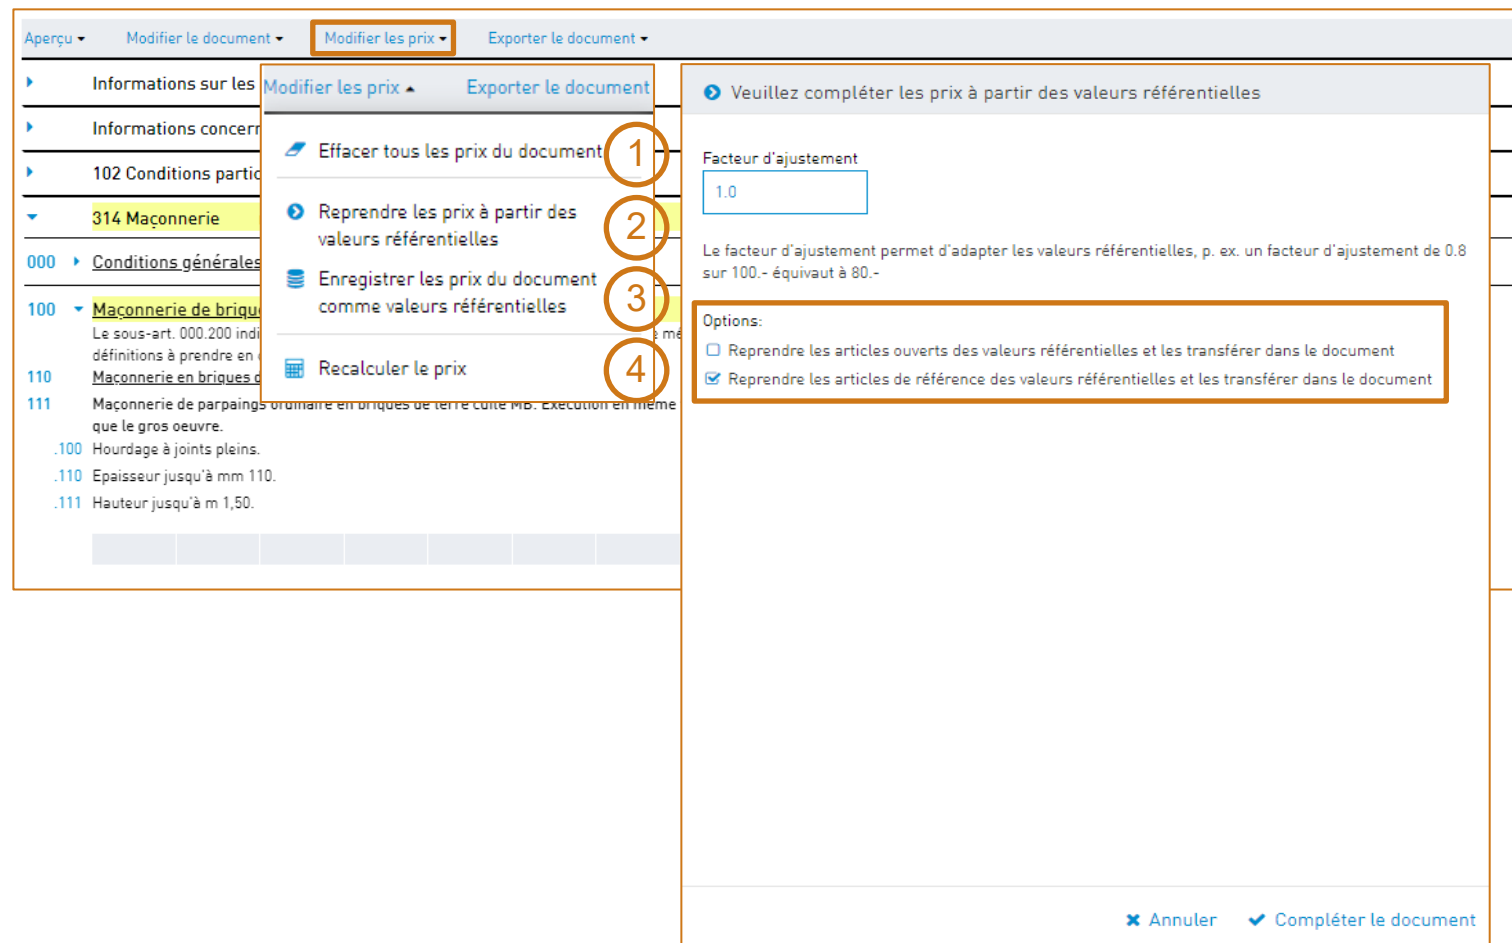 Aperçu Modifier le document Modifier les prix Exporter le document
Informations sur les
Informations concern
102 Conditions partic
314 Maçonnerie
000 Conditions générales
100 Maçonnerie de brique
Le sous-art. 000.200 indi
définitions à prendre en
110 Maçonnerie en briques d
111 Maçonnerie de parpaings ordinaire en briques de terre cuite MB. Exécution en même
que le gros oeuvre.
.100 Hourdage à joints pleins.
.110 Epaisseur jusqu'à mm 110.
.111 Hauteur jusqu'à m 1,50.
Modifier les prix Exporter le document
Effacer tous les prix du document 1
Reprendre les prix à partir des
valeurs référentielles 2
Enregistrer les prix du document
comme valeurs référentielles 3
Recalculer le prix 4
Veuillez compléter les prix à partir des valeurs référentielles
Facteur d'ajustement
1.0
Le facteur d'ajustement permet d'adapter les valeurs référentielles, p. ex. un facteur d'ajustement de 0.8
sur 100.- équivaut à 80.-
Options:
Reprendre les articles ouverts des valeurs référentielles et les transférer dans le document
Reprendre les articles de référence des valeurs référentielles et les transférer dans le document
Annuler Compléter le document